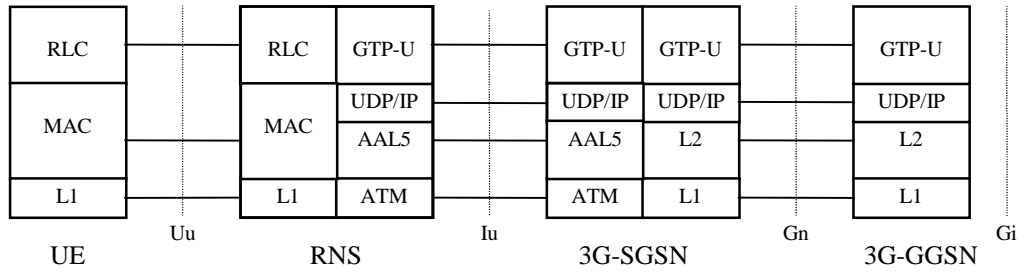 RLC RLC GTP-U GTP-U GTP-U GTP-U
UDP/IP UDP/IP UDP/IP UDP/IP
MAC MAC
AAL5 AAL5 L2 L2
L1 L1 ATM ATM L1 L1
Uu Iu Gn Gi
UE RNS 3G-SGSN 3G-GGSN